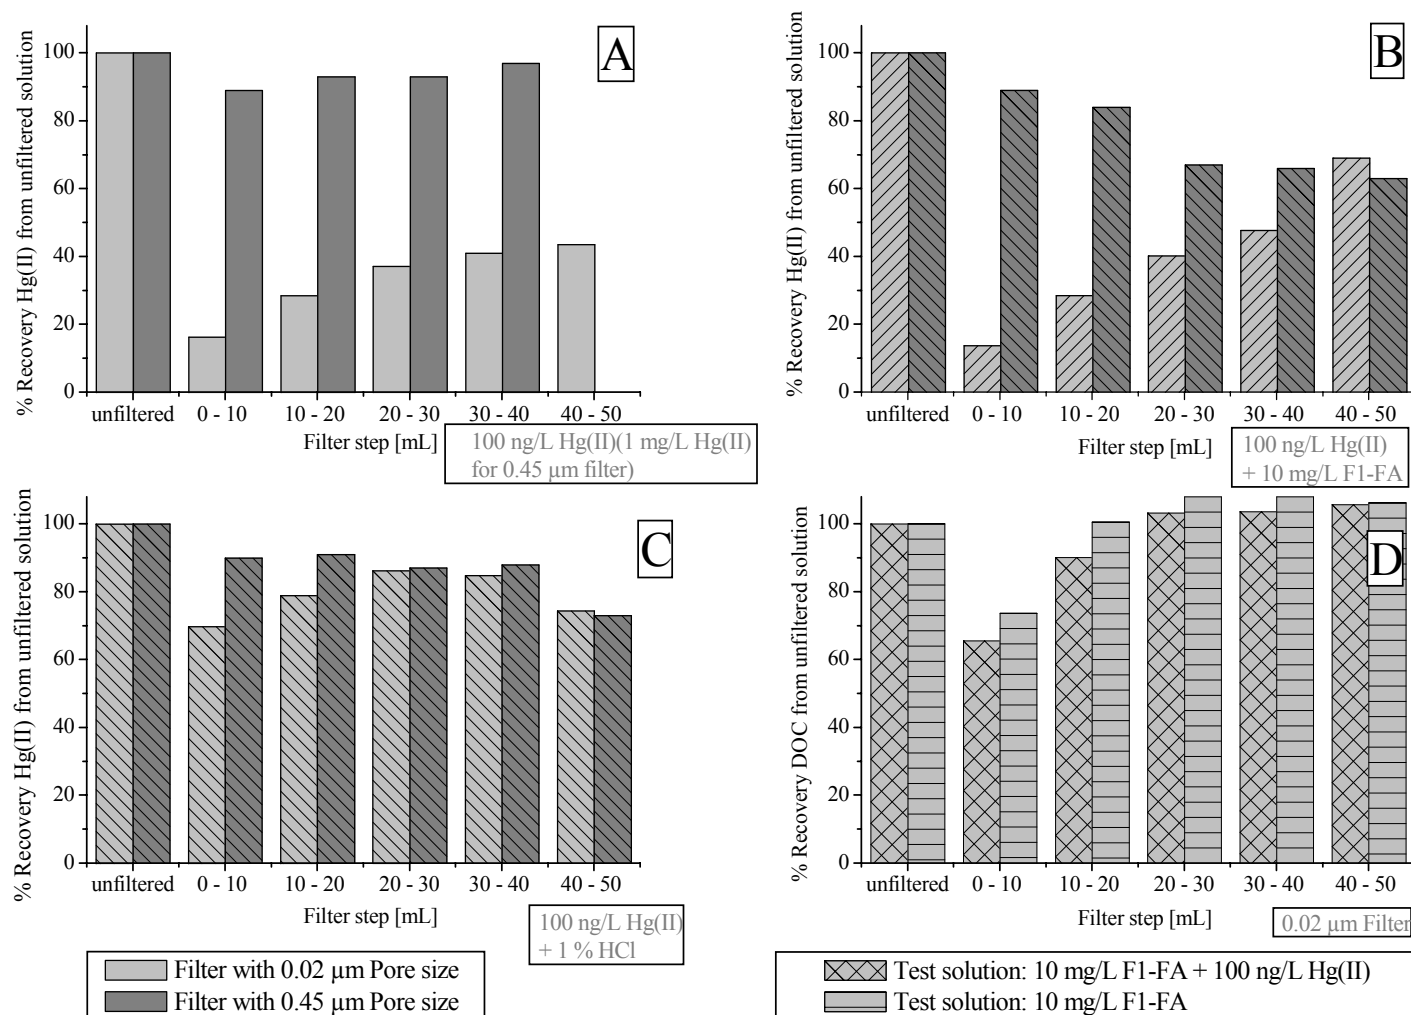 A
% Recovery Hg(II) from unfiltered solution
100
80
60
40
20
0
unfiltered 0 - 10 10 - 20 20 - 30 30 - 40 40 - 50
Filter step [mL]
100 ng/L Hg(II)(1 mg/L Hg(II)
for 0.45 µm filter)
B
% Recovery Hg(II) from unfiltered solution
100
80
60
40
20
0
unfiltered 0 - 10 10 - 20 20 - 30 30 - 40 40 - 50
Filter step [mL]
100 ng/L Hg(II)
+ 10 mg/L F1-FA
C
% Recovery Hg(II) from unfiltered solution
100
80
60
40
20
0
unfiltered 0 - 10 10 - 20 20 - 30 30 - 40 40 - 50
Filter step [mL]
100 ng/L Hg(II)
+ 1 % HCl
D
% Recovery DOC from unfiltered solution
100
80
60
40
20
0
unfiltered 0 - 10 10 - 20 20 - 30 30 - 40 40 - 50
Filter step [mL]
0.02 µm Filter
Filter with 0.02 µm Pore size
Filter with 0.45 µm Pore size
Test solution: 10 mg/L F1-FA + 100 ng/L Hg(II)
Test solution: 10 mg/L F1-FA